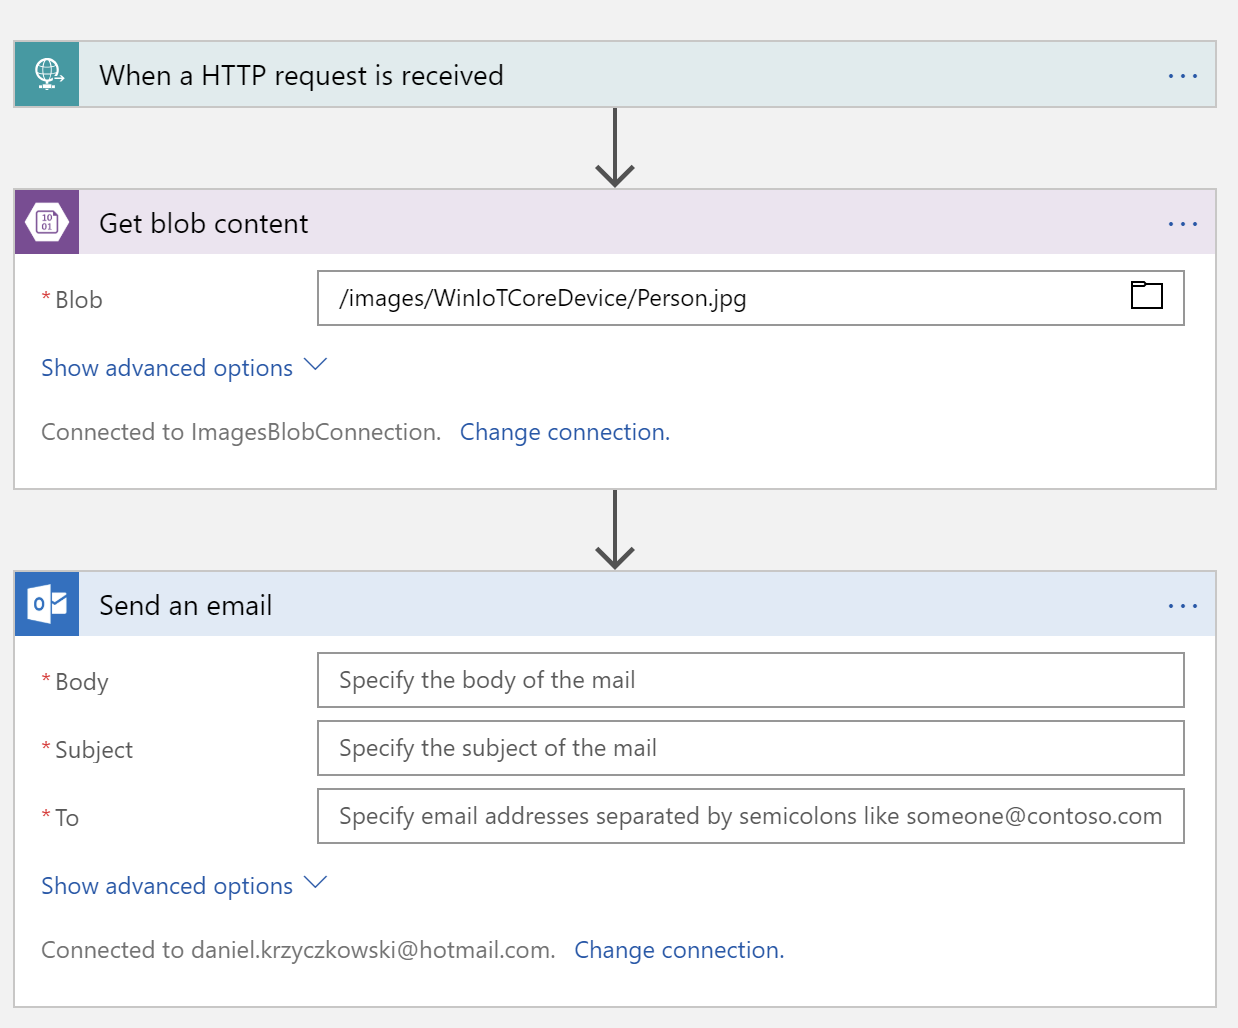 When a HTTP request is received
...
10
01
Get blob content
...
* Blob
/images/WinIoTCoreDevice/Person.jpg
Show advanced options
Connected to ImagesBlobConnection. Change connection.
Send an email
...
* Body
Specify the body of the mail
* Subject
Specify the subject of the mail
* To
Specify email addresses separated by semicolons like someone@contoso.com
Show advanced options
Connected to daniel.krzyczkowski@hotmail.com. Change connection.